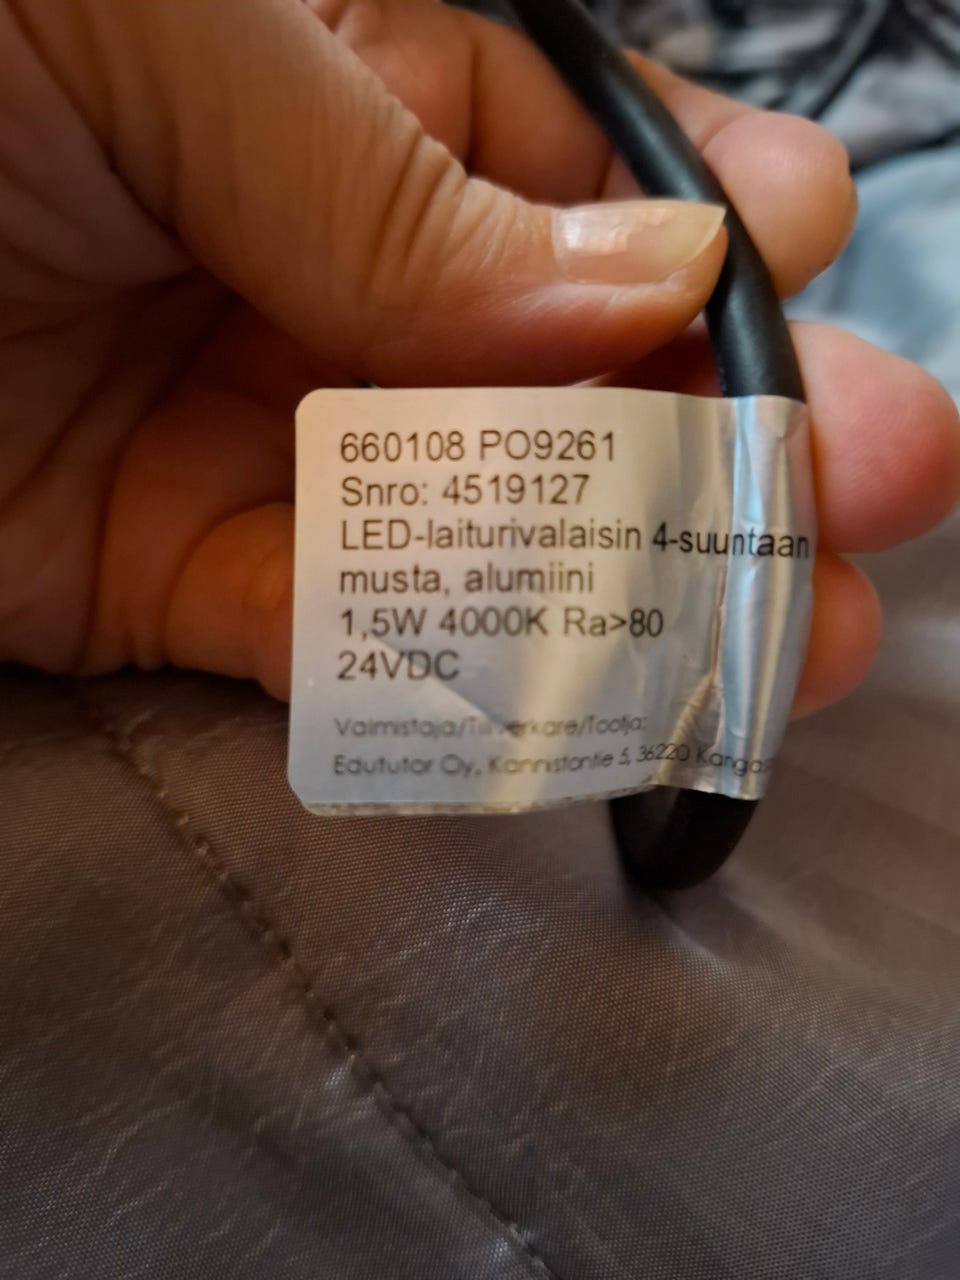 660108 PO9261
Snro: 4519127
LED-laiturivalaisin 4-suuntaan
musta, alumiini
1,5W 4000K Ra>80
24VDC
Valmistaja/Tillverkare/Tootja:
Edututor Oy, Kannistontie 5, 36220